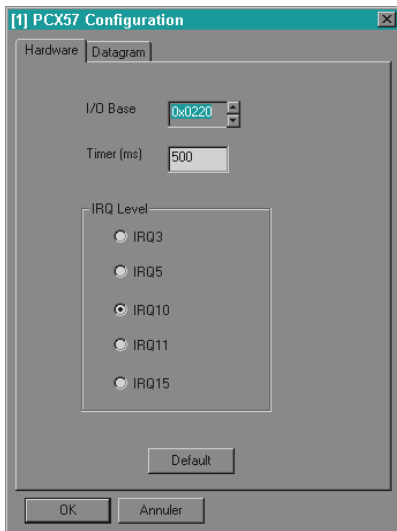 [1] PCX57 Configuration
Hardware Datagram
I/O Base 0x0220
Timer (ms) 500
IRQ Level
IRQ3
IRQ5
IRQ10
IRQ11
IRQ15
Default
OK Annuler